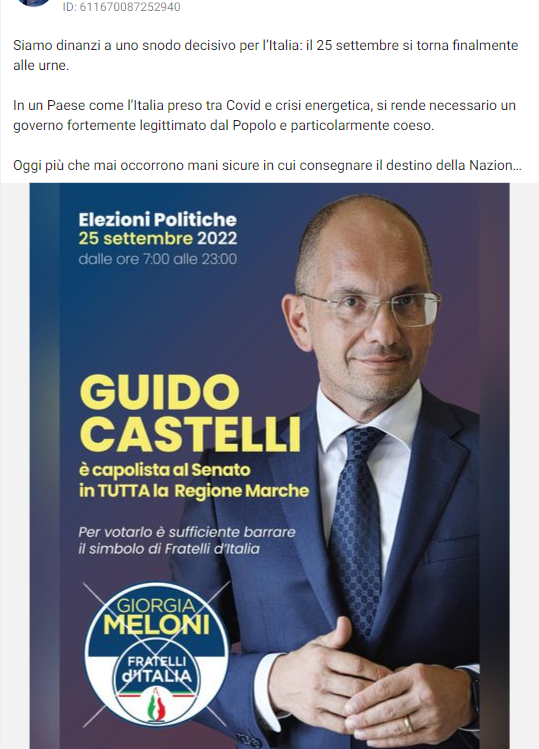 ID: 611670087252940
Siamo dinanzi a uno snodo decisivo per l'Italia: il 25 settembre si torna finalmente
alle urne.
In un Paese come l'Italia preso tra Covid e crisi energetica, si rende necessario un
governo fortemente legittimato dal Popolo e particolarmente coeso.
Oggi più che mai occorrono mani sicure in cui consegnare il destino della Nazion...
Elezioni Politiche
25 settembre 2022
dalle ore 7:00 alle 23:00
GUIDO
CASTELLI
è capolista al Senato
in TUTTA la Regione Marche
Per votarlo è sufficiente barrare
il simbolo di Fratelli d'Italia
GIORGIA
MELONI
FRATELLI
d'ITALIA